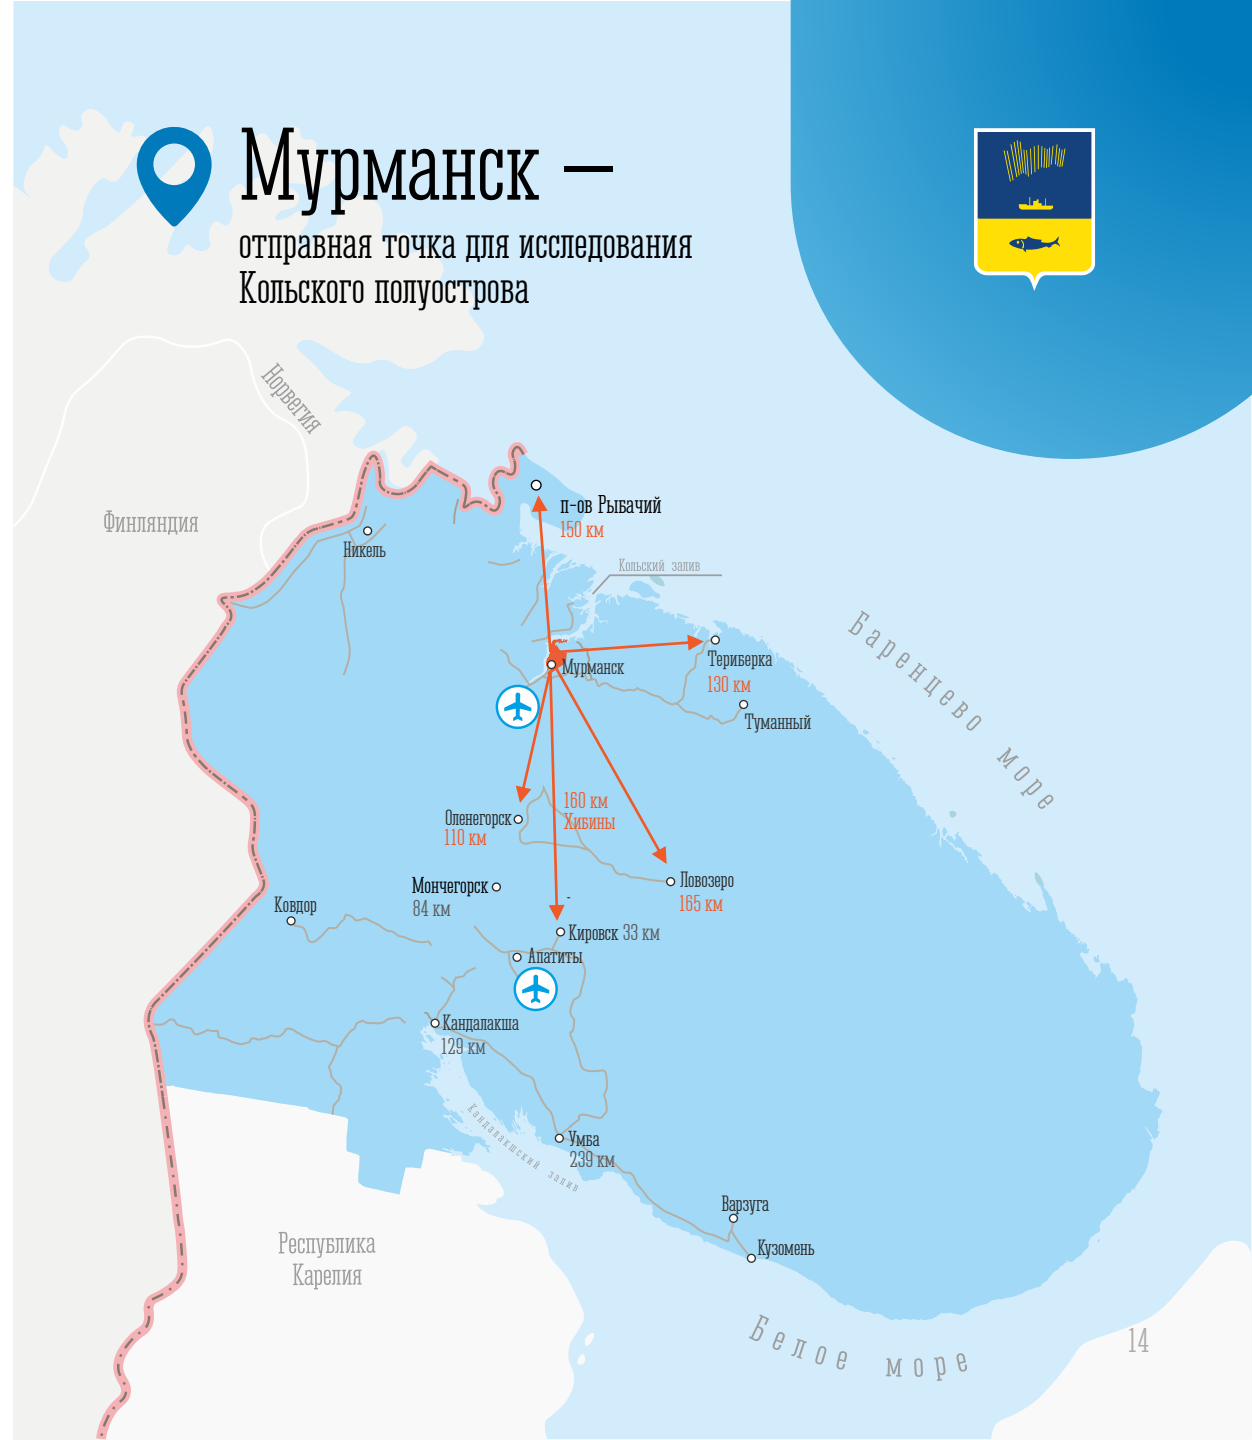 Мурманск –
отправная точка для исследования
Кольского полуострова
Норвегия
Финляндия
Никель
п-ов Рыбачий
150 км
Кольский залив
Мурманск
Териберка
130 км
Туманный
Баренцево море
Оленегорск
110 км
160 км
Хибины
Мончегорск
84 км
Ловозеро
165 км
Ковдор
Кировск 33 км
Апатиты
Кандалакша
129 км
Кандалакшский залив
Умба
239 км
Варзуга
Кузомень
Республика
Карелия
Белое море
14